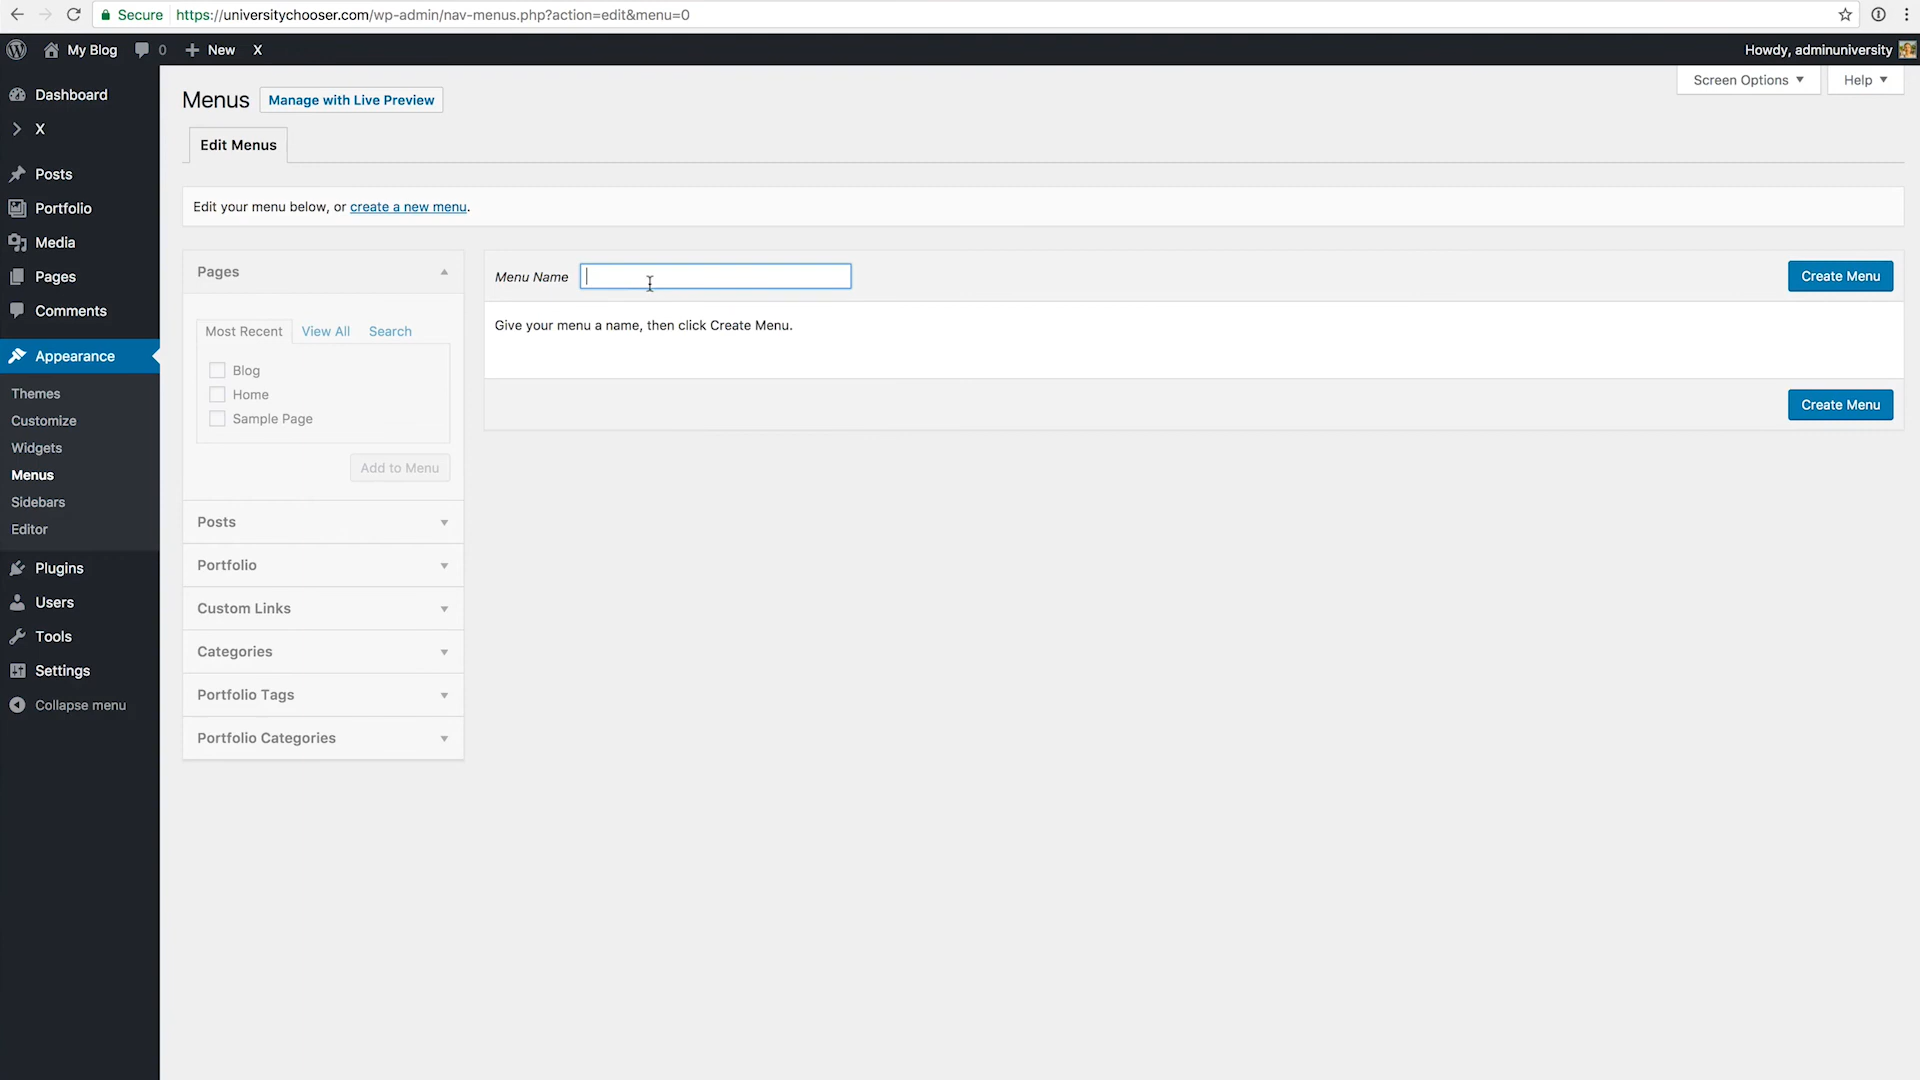 Secure https://universitychooser.com/wp-admin/nav-menus.php?action=edit&menu=0
My Blog 0 New X Howdy, adminuniversity
Screen Options Help
Menus Manage with Live Preview
Edit Menus
Edit your menu below, or create a new menu.
Dashboard
X
Posts
Portfolio
Media
Pages
Comments
Appearance
Themes
Customize
Widgets
Menus
Sidebars
Editor
Plugins
Users
Tools
Settings
Collapse menu
Pages
Most Recent View All Search
Blog
Home
Sample Page
Add to Menu
Posts
Portfolio
Custom Links
Categories
Portfolio Tags
Portfolio Categories
Menu Name Create Menu
Give your menu a name, then click Create Menu.
Create Menu